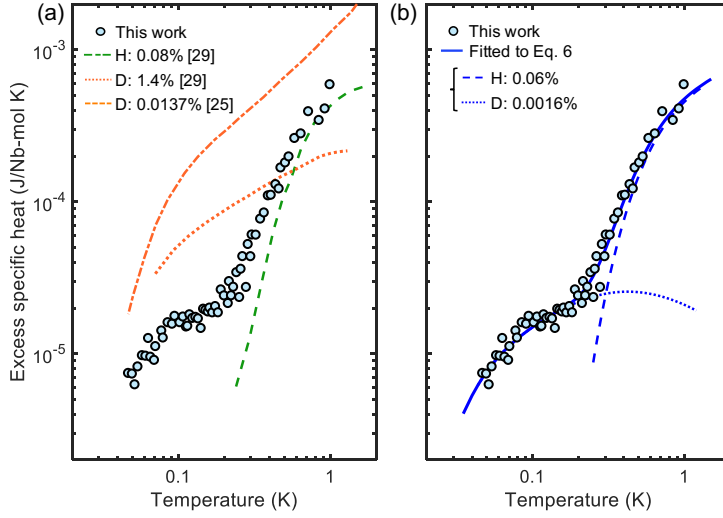 (a)
This work
H: 0.08% [29]
D: 1.4% [29]
D: 0.0137% [25]
10⁻³
10⁻⁴
10⁻⁵
Excess specific heat (J/Nb-mol K)
0.1
1
Temperature (K)
(b)
This work
Fitted to Eq. 6
H: 0.06%
D: 0.0016%
0.1
1
Temperature (K)